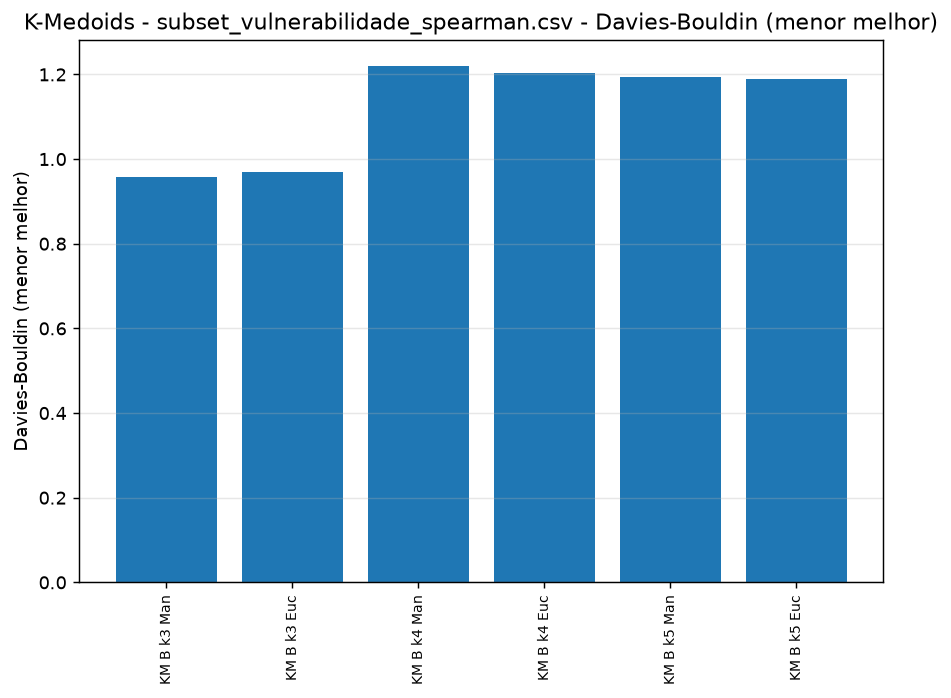 K-Medoids - subset_vulnerabilidade_spearman.csv - Davies-Bouldin (menor melhor)
Davies-Bouldin (menor melhor)
1.2
1.0
0.8
0.6
0.4
0.2
0.0
KM B k3 Man
KM B k3 Euc
KM B k4 Man
KM B k4 Euc
KM B k5 Man
KM B k5 Euc